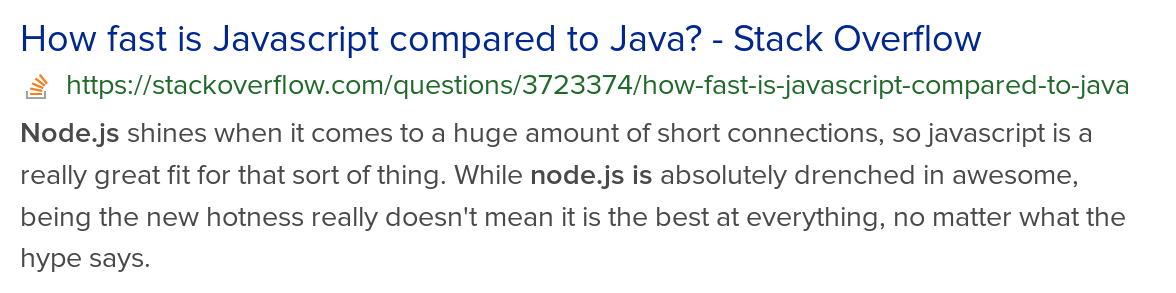 How fast is Javascript compared to Java? - Stack Overflow
https://stackoverflow.com/questions/3723374/how-fast-is-javascript-compared-to-java
Node.js shines when it comes to a huge amount of short connections, so javascript is a
really great fit for that sort of thing. While node.js is absolutely drenched in awesome,
being the new hotness really doesn't mean it is the best at everything, no matter what the
hype says.